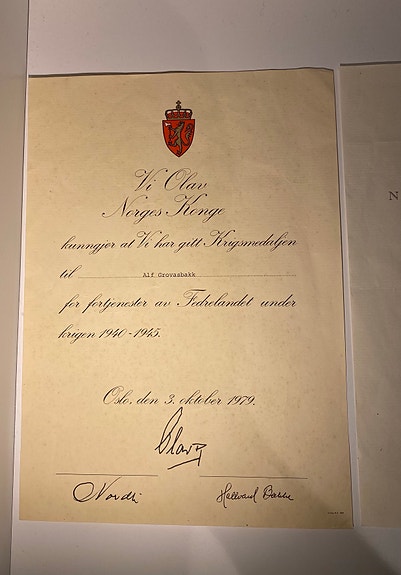 Vi Olav
Norges Konge
kunngjør at Vi har gitt Krigsmedaljen
til Alf Grovasbakk
for fortjenester av Fedrelandet under
krigen 1940-1945.
Oslo, den 3. oktober 1979.
Olav R
Nordli
Hallvard Bakke
N